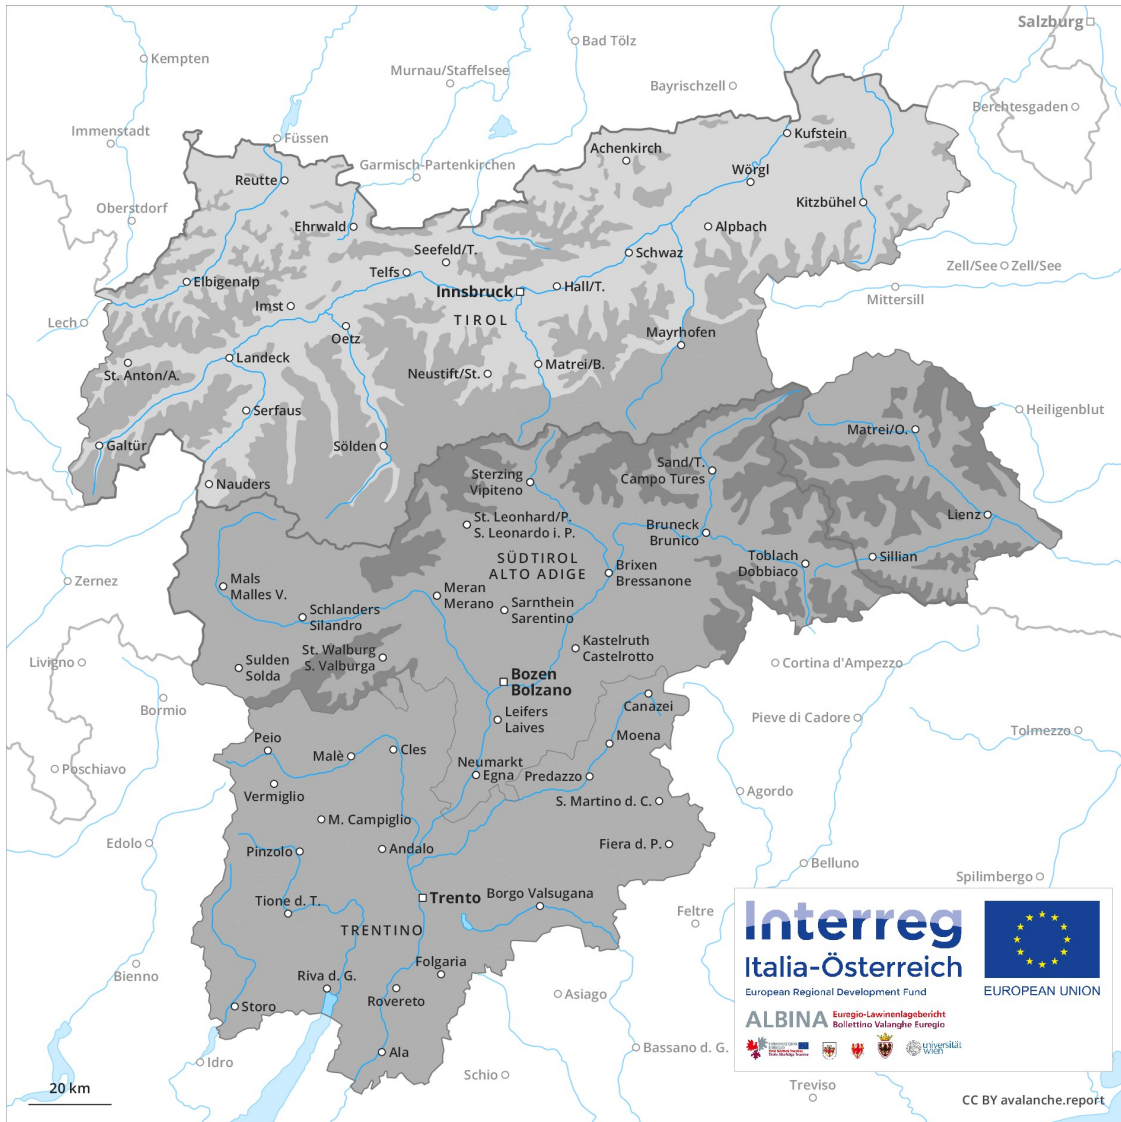 Salzburg
Bad Tölz
Kempten
Murnau/Staffelsee
Bayrischzell
Berchtesgaden
Immenstadt
Füssen
Kufstein
Achenkirch
Garmisch-Partenkirchen
Wörgl
Reutte
Oberstdorf
Kitzbühel
Ehrwald
Alpbach
Seefeld/T.
Schwaz
Telfs
Zell/See
Zell/See
Elbigenalp
Innsbruck
Hall/T.
Mittersill
Imst
TIROL
Lech
Oetz
Mayrhofen
Landeck
St. Anton/A.
Neustift/St.
Matrei/B.
Serfaus
Heiligenblut
Matrei/O.
Galtür
Sölden
Sterzing
Vipiteno
Sand/T.
Campo Tures
Nauders
St. Leonhard/P.
S. Leonardo i. P.
Bruneck
Brunico
Lienz
SÜDTIROL
ALTO ADIGE
Toblach
Dobbiaco
Sillian
Brixen
Bressanone
Zernez
Mals
Malles V.
Meran
Merano
Sarnthein
Sarentino
Schlanders
Silandro
Kastelruth
Castelrotto
St. Walburg
S. Valburga
Livigno
Sulden
Solda
Cortina d'Ampezzo
Bozen
Bolzano
Bormio
Canazei
Leifers
Laives
Pieve di Cadore
Tolmezzo
Peio
Moena
Malè
Cles
Neumarkt
Egna
Predazzo
Poschiavo
Vermiglio
Agordo
S. Martino d. C.
M. Campiglio
Edolo
Pinzolo
Andalo
Fiera d. P.
Belluno
Spilimbergo
Trento
Borgo Valsugana
Tione d. T.
Feltre
TRENTINO
Interreg
Italia-Österreich
European Regional Development Fund
EUROPEAN UNION
Folgaria
Bienno
Riva d. G.
Rovereto
Asiago
Storo
ALBINA
Euregio-Lawinenlagebericht
Bollettino Valanghe Euregio
universität
wien
Ala
Idro
Bassano d. G.
Schio
Treviso
20 km
CC BY avalanche.report